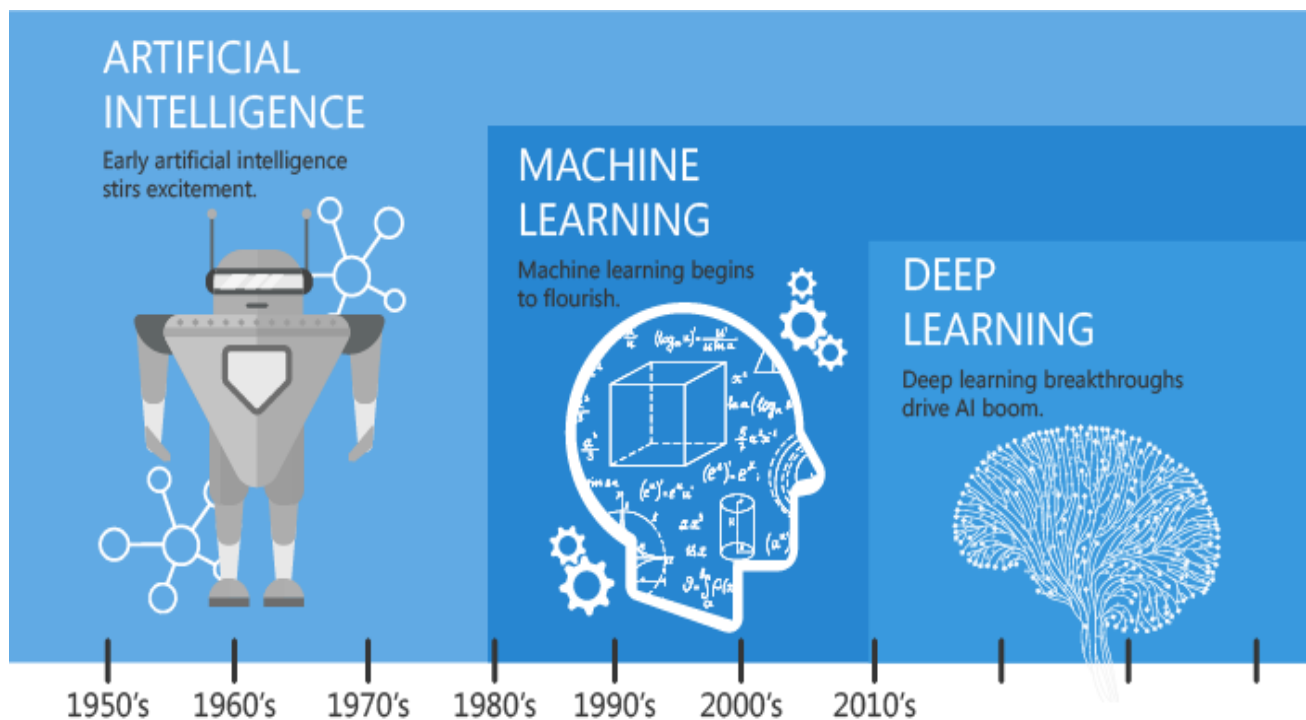 ARTIFICIAL
INTELLIGENCE
Early artificial intelligence
stirs excitement.
MACHINE
LEARNING
Machine learning begins
to flourish.
DEEP
LEARNING
Deep learning breakthroughs
drive AI boom.
1950's 1960's 1970's 1980's 1990's 2000's 2010's